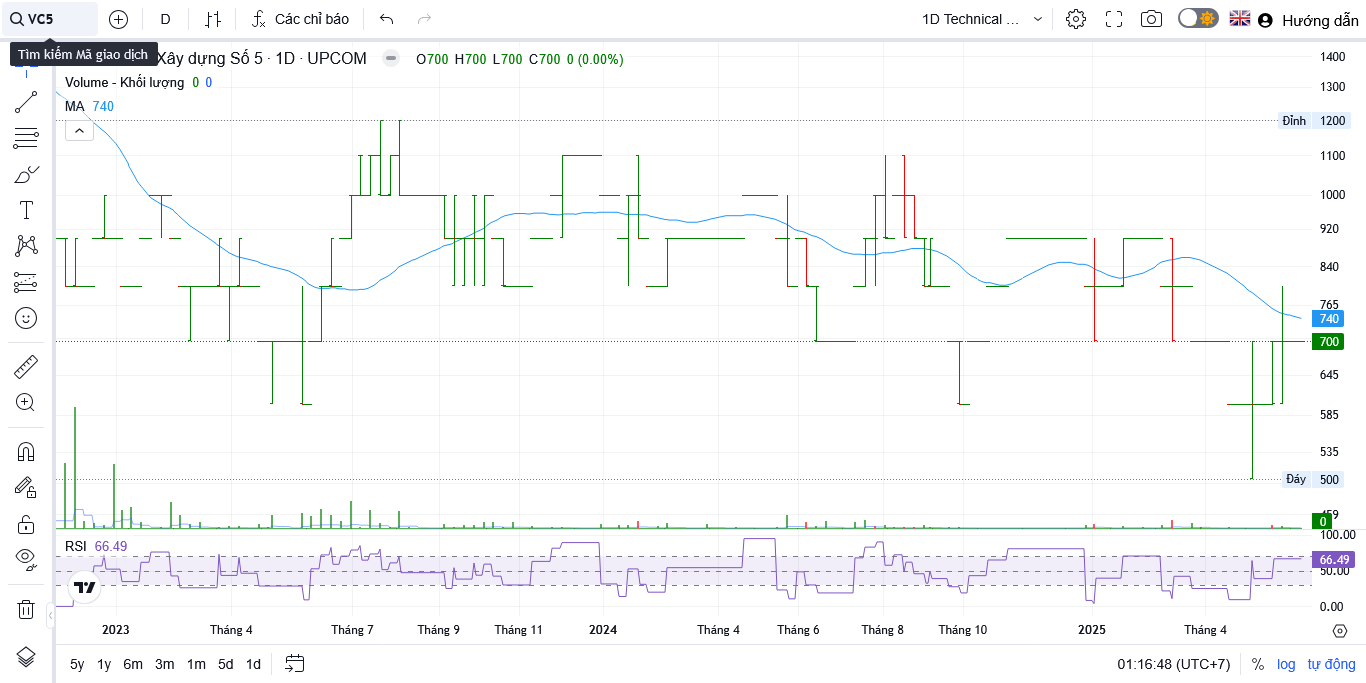 VC5
D
Các chỉ báo
1D Technical ...
Hướng dẫn
Tìm kiếm Mã giao dịch
Xây dựng Số 5 · 1D · UPCOM
O700 H700 L700 C700 0 (0.00%)
Volume - Khối lượng 0 0
MA 740
1400
1300
Đỉnh 1200
1100
1000
920
840
765
740
700
645
585
535
Đáy 500
459
0
RSI 66.49
100.00
66.49
50.00
0.00
2023 Tháng 4 Tháng 7 Tháng 9 Tháng 11 2024 Tháng 4 Tháng 6 Tháng 8 Tháng 10 2025 Tháng 4
5y 1y 6m 3m 1m 5d 1d
01:16:48 (UTC+7) % log tự động